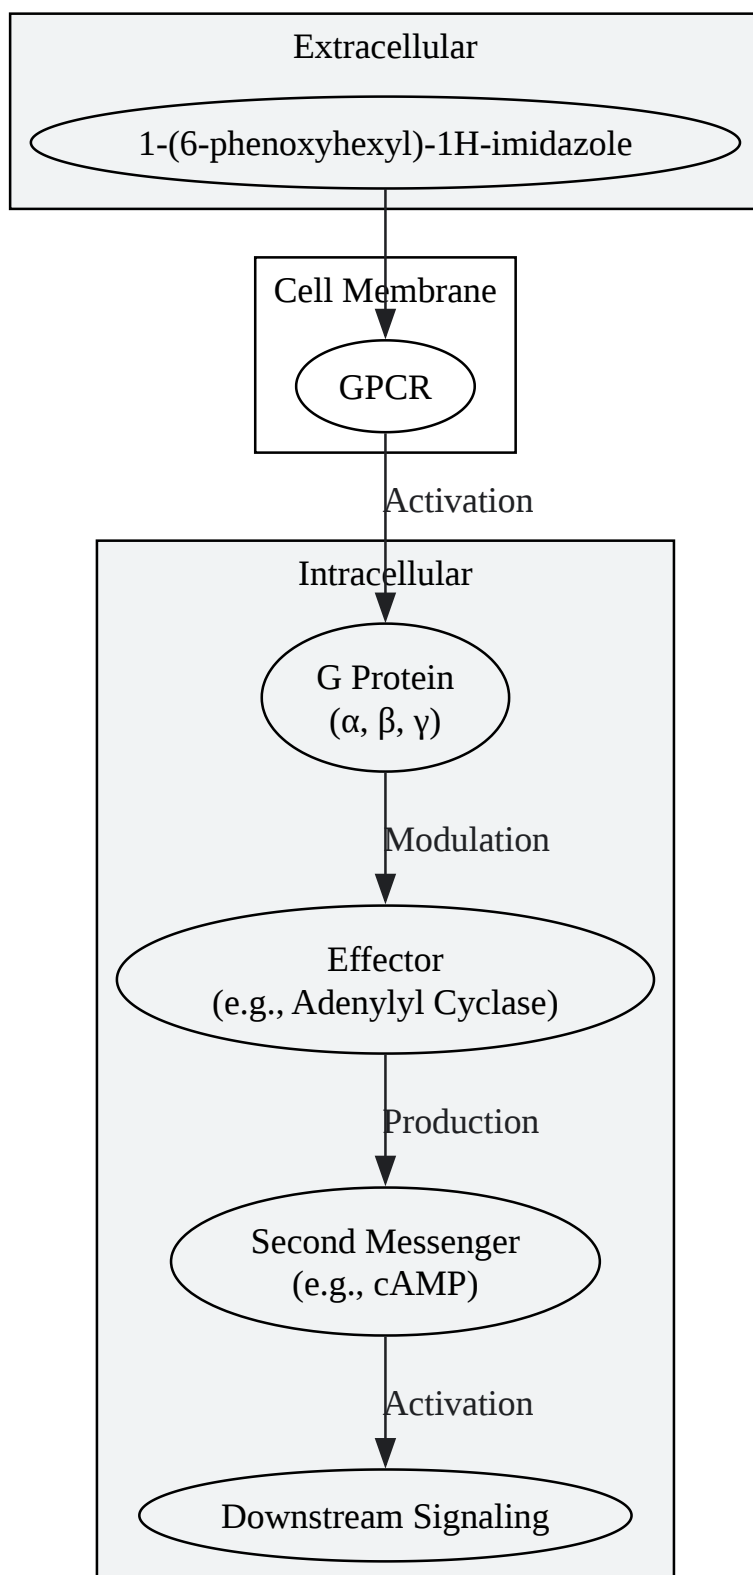 Extracellular
1-(6-phenoxyhexyl)-1H-imidazole
Cell Membrane
GPCR
Activation
Intracellular
G Protein
(α, β, γ)
Modulation
Effector
(e.g., Adenylyl Cyclase)
Production
Second Messenger
(e.g., cAMP)
Activation
Downstream Signaling